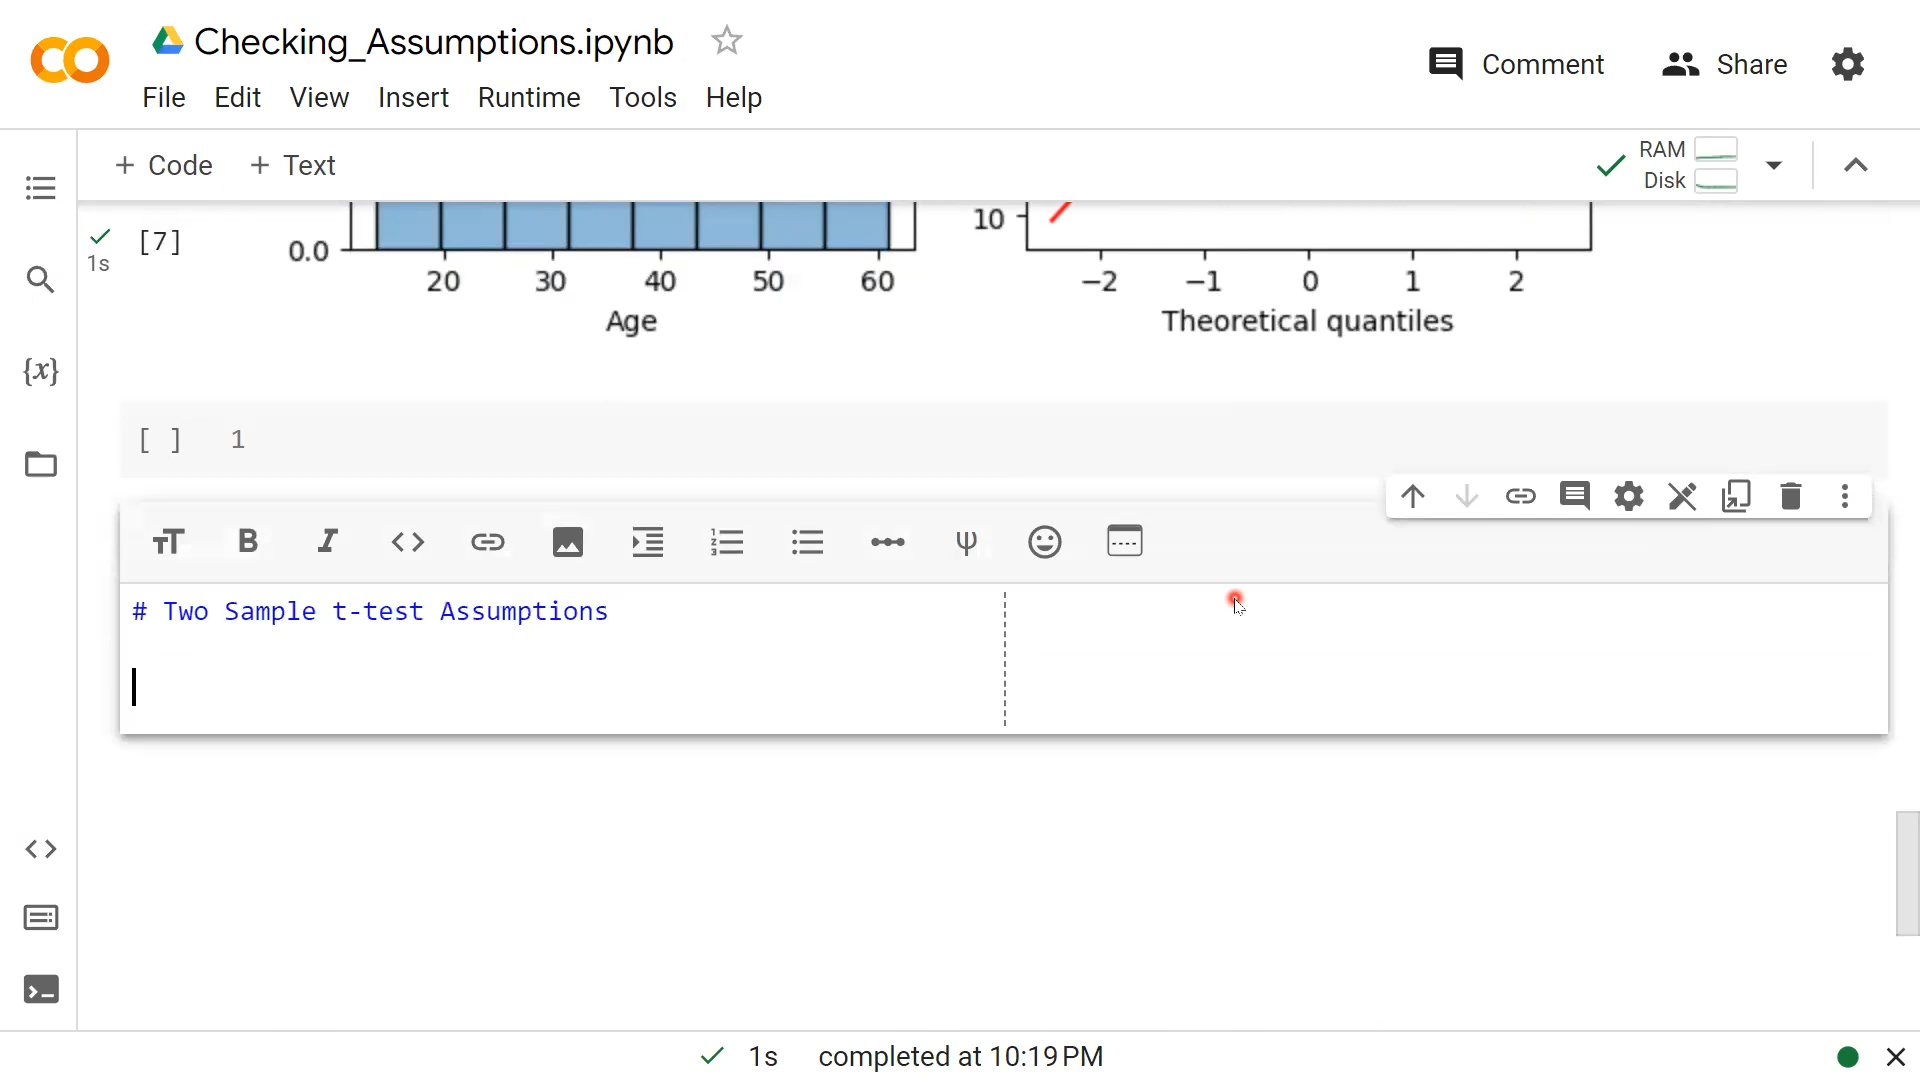 Checking_Assumptions.ipynb
File Edit View Insert Runtime Tools Help
Comment
Share
+ Code + Text
RAM
Disk
[7]
1s
0.0
20 30 40 50 60
Age
10
−2 −1 0 1 2
Theoretical quantiles
{x}
[ ] 1
# Two Sample t-test Assumptions
1s completed at 10:19 PM